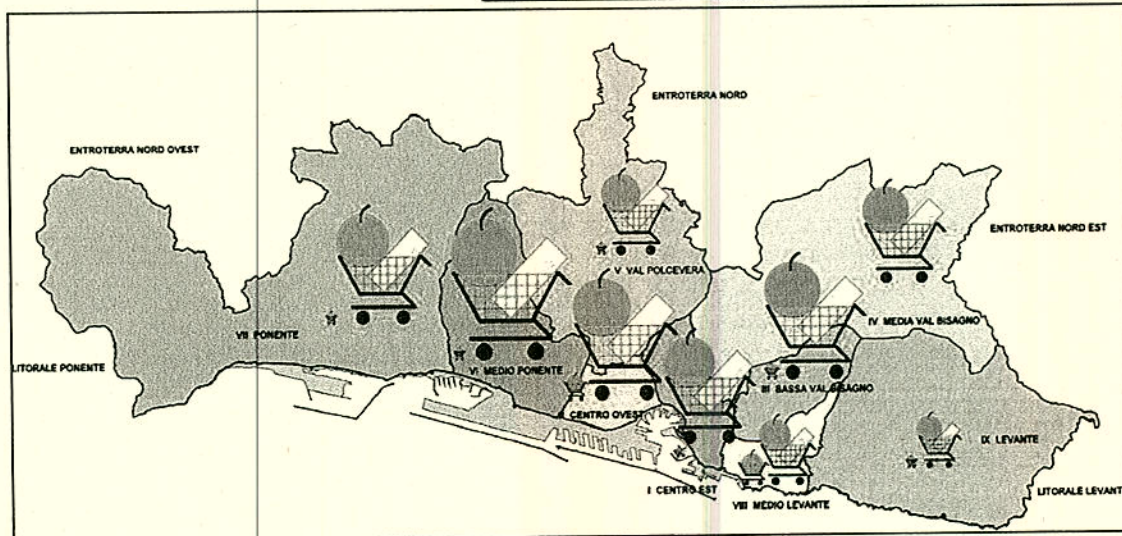 ENTROTERRA NORD
ENTROTERRA NORD OVEST
ENTROTERRA NORD EST
V VAL POLCEVERA
IV MEDIA VAL BISAGNO
VII PONENTE
LITORALE PONENTE
VI MEDIO PONENTE
III BASSA VAL BISAGNO
CENTRO OVEST
IX LEVANTE
I CENTRO EST
VIII MEDIO LEVANTE
LITORALE LEVANT